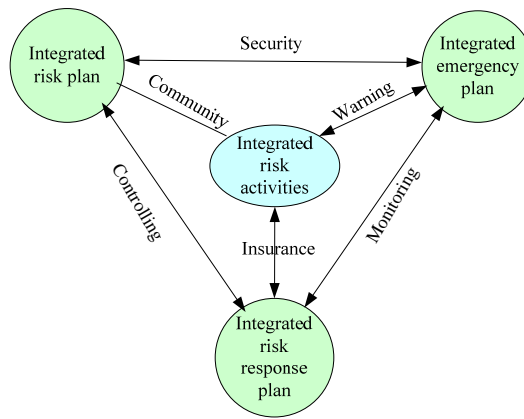 Integrated
risk plan
Security
Integrated
emergency
plan
Community
Warning
Integrated
risk
activities
Controlling
Insurance
Monitoring
Integrated
risk
response
plan